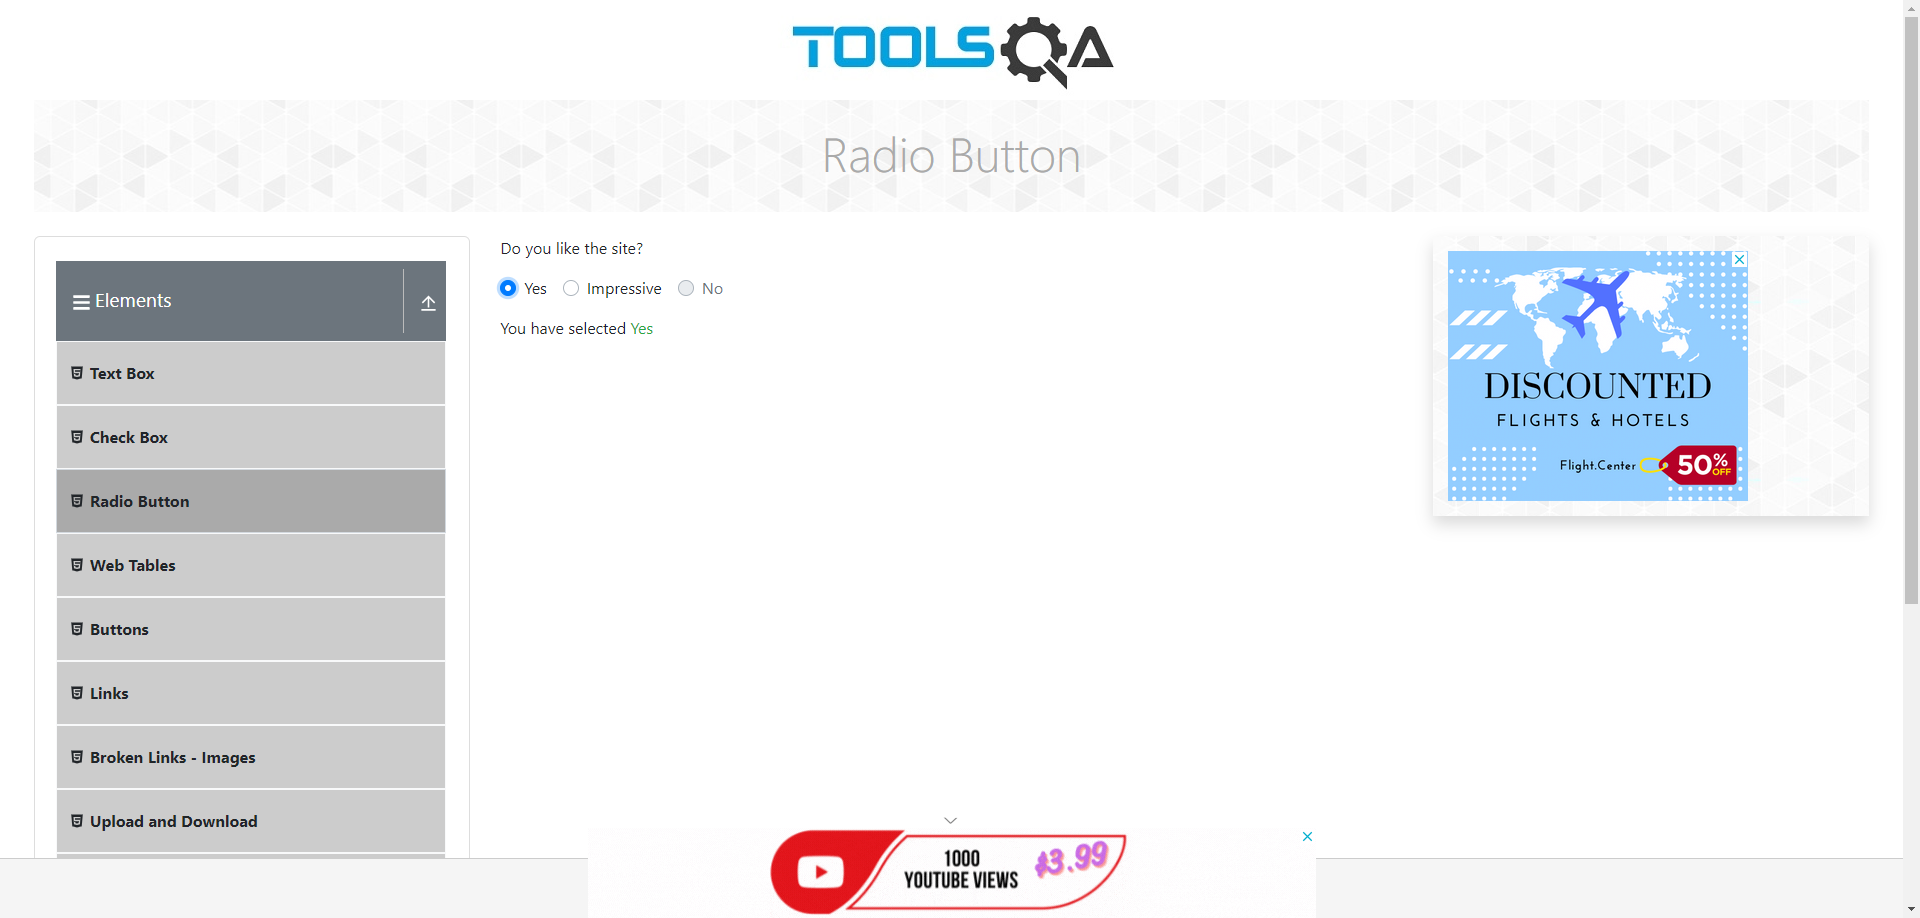 TOOLSQA
Radio Button
Elements
Text Box
Check Box
Radio Button
Web Tables
Buttons
Links
Broken Links - Images
Upload and Download
Do you like the site?
Yes Impressive No
You have selected Yes
DISCOUNTED
FLIGHTS & HOTELS
Flight.Center 50% OFF
1000
YOUTUBE VIEWS
$3.99